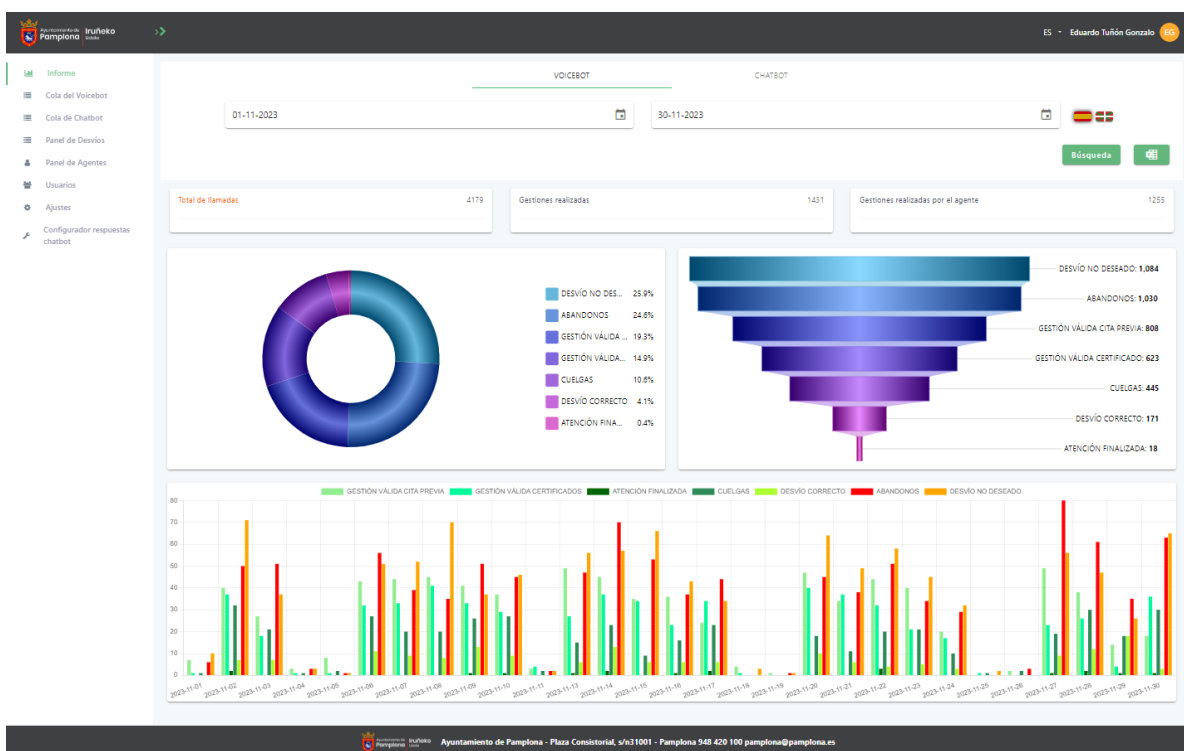 Ayuntamiento de
Pamplona
Iruñeko
Udala
ES
Eduardo Tuñón Gonzalo
EG
Informe
Cola del Voicebot
Cola de Chatbot
Panel de Desvíos
Panel de Agentes
Usuarios
Ajustes
Configurador respuestas
chatbot
VOICEBOT
CHATBOT
01-11-2023
30-11-2023
Búsqueda
Total de llamadas 4179
Gestiones realizadas 1431
Gestiones realizadas por el agente 1255
DESVÍO NO DES... 25.9%
ABANDONOS 24.6%
GESTIÓN VÁLIDA ... 19.3%
GESTIÓN VÁLIDA... 14.9%
CUELGAS 10.6%
DESVÍO CORRECTO 4.1%
ATENCIÓN FINA... 0.4%
DESVÍO NO DESEADO: 1,084
ABANDONOS: 1,030
GESTIÓN VÁLIDA CITA PREVIA: 808
GESTIÓN VÁLIDA CERTIFICADO: 623
CUELGAS: 445
DESVÍO CORRECTO: 171
ATENCIÓN FINALIZADA: 18
GESTIÓN VÁLIDA CITA PREVIA GESTIÓN VÁLIDA CERTIFICADOS ATENCIÓN FINALIZADA CUELGAS DESVÍO CORRECTO ABANDONOS DESVÍO NO DESEADO
80
70
60
50
40
30
20
10
0
2023-11-01 2023-11-02 2023-11-03 2023-11-04 2023-11-05 2023-11-06 2023-11-07 2023-11-08 2023-11-09 2023-11-10 2023-11-11 2023-11-13 2023-11-14 2023-11-15 2023-11-16 2023-11-17 2023-11-18 2023-11-19 2023-11-20 2023-11-21 2023-11-22 2023-11-23 2023-11-24 2023-11-25 2023-11-26 2023-11-27 2023-11-28 2023-11-29 2023-11-30
Ayuntamiento de
Pamplona
Iruñeko
Udala
Ayuntamiento de Pamplona - Plaza Consistorial, s/n31001 - Pamplona 948 420 100 pamplona@pamplona.es